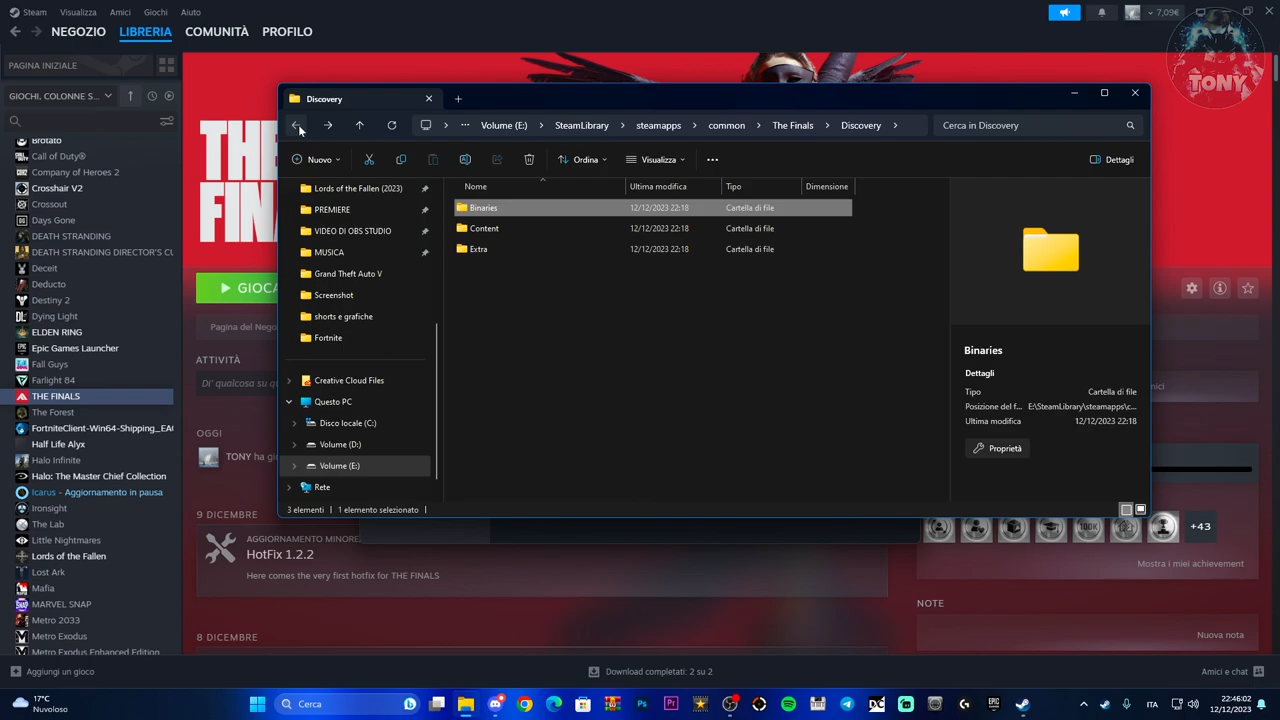 Steam Visualizza Amici Giochi Aiuto
7,09€
NEGOZIO LIBRERIA COMUNITÀ PROFILO
TONY
PAGINA INIZIALE
GIOCHI, COLONNE S...
Brotato
Call of Duty®
Company of Heroes 2
Crosshair V2
Crossout
Days Gone
DEATH STRANDING
DEATH STRANDING DIRECTOR'S CU
Deceit
Deducto
Destiny 2
Dying Light
ELDEN RING
Epic Games Launcher
Fall Guys
Farlight 84
THE FINALS
The Forest
FortniteClient-Win64-Shipping_EA
Half Life Alyx
Halo Infinite
Halo: The Master Chief Collection
Icarus - Aggiornamento in pausa
Ironsight
The Lab
Little Nightmares
Lords of the Fallen
Lost Ark
Mafia
MARVEL SNAP
Metro 2033
Metro Exodus
Metro Exodus Enhanced Edition
Aggiungi un gioco
THE
FINAL
GIOCA
Pagina del Nego
ATTIVITÀ
Di' qualcosa su q
OGGI
TONY ha gio
9 DICEMBRE
AGGIORNAMENTO MINORE
HotFix 1.2.2
Here comes the very first hotfix for THE FINALS
8 DICEMBRE
Discovery
Volume (E:) SteamLibrary steamapps common The Finals Discovery
Cerca in Discovery
Nuovo Ordina Visualizza Dettagli
Lords of the Fallen (2023)
PREMIERE
VIDEO DI OBS STUDIO
MUSICA
Grand Theft Auto V
Screenshot
shorts e grafiche
Fortnite
Creative Cloud Files
Questo PC
Disco locale (C:)
Volume (D:)
Volume (E:)
Rete
Nome Ultima modifica Tipo Dimensione
Binaries 12/12/2023 22:18 Cartella di file
Content 12/12/2023 22:18 Cartella di file
Extra 12/12/2023 22:18 Cartella di file
Binaries
Dettagli
Tipo Cartella di file
Posizione del f... E:\SteamLibrary\steamapps\c...
Ultima modifica 12/12/2023 22:18
Proprietà
3 elementi 1 elemento selezionato
mici
100K
+43
Mostra i miei achievement
NOTE
Nuova nota
Download completati: 2 su 2
Amici e chat
17°C
Nuvoloso
Cerca
22:46:02
12/12/2023